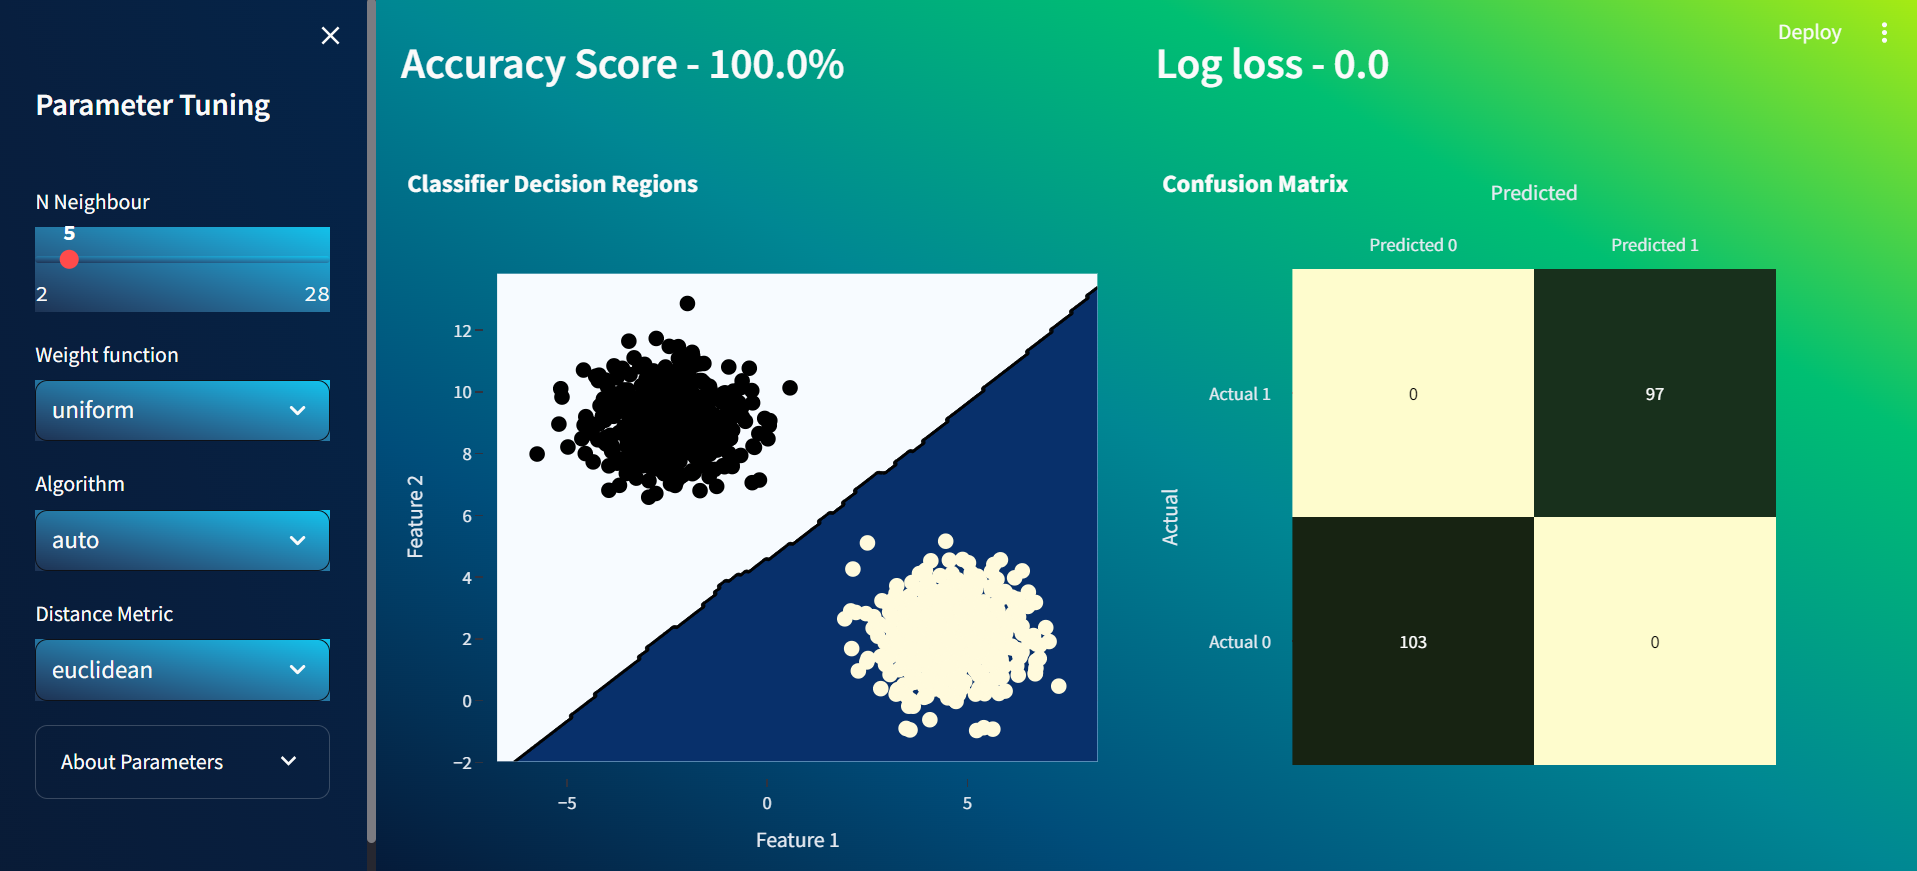 Deploy
Parameter Tuning
N Neighbour
5
2 28
Weight function
uniform
Algorithm
auto
Distance Metric
euclidean
About Parameters
Accuracy Score - 100.0%
Log loss - 0.0
Classifier Decision Regions
12
10
8
6
4
2
0
−2
Feature 2
−5 0 5
Feature 1
Confusion Matrix
Predicted
Predicted 0 Predicted 1
Actual 1 0 97
Actual
Actual 0 103 0